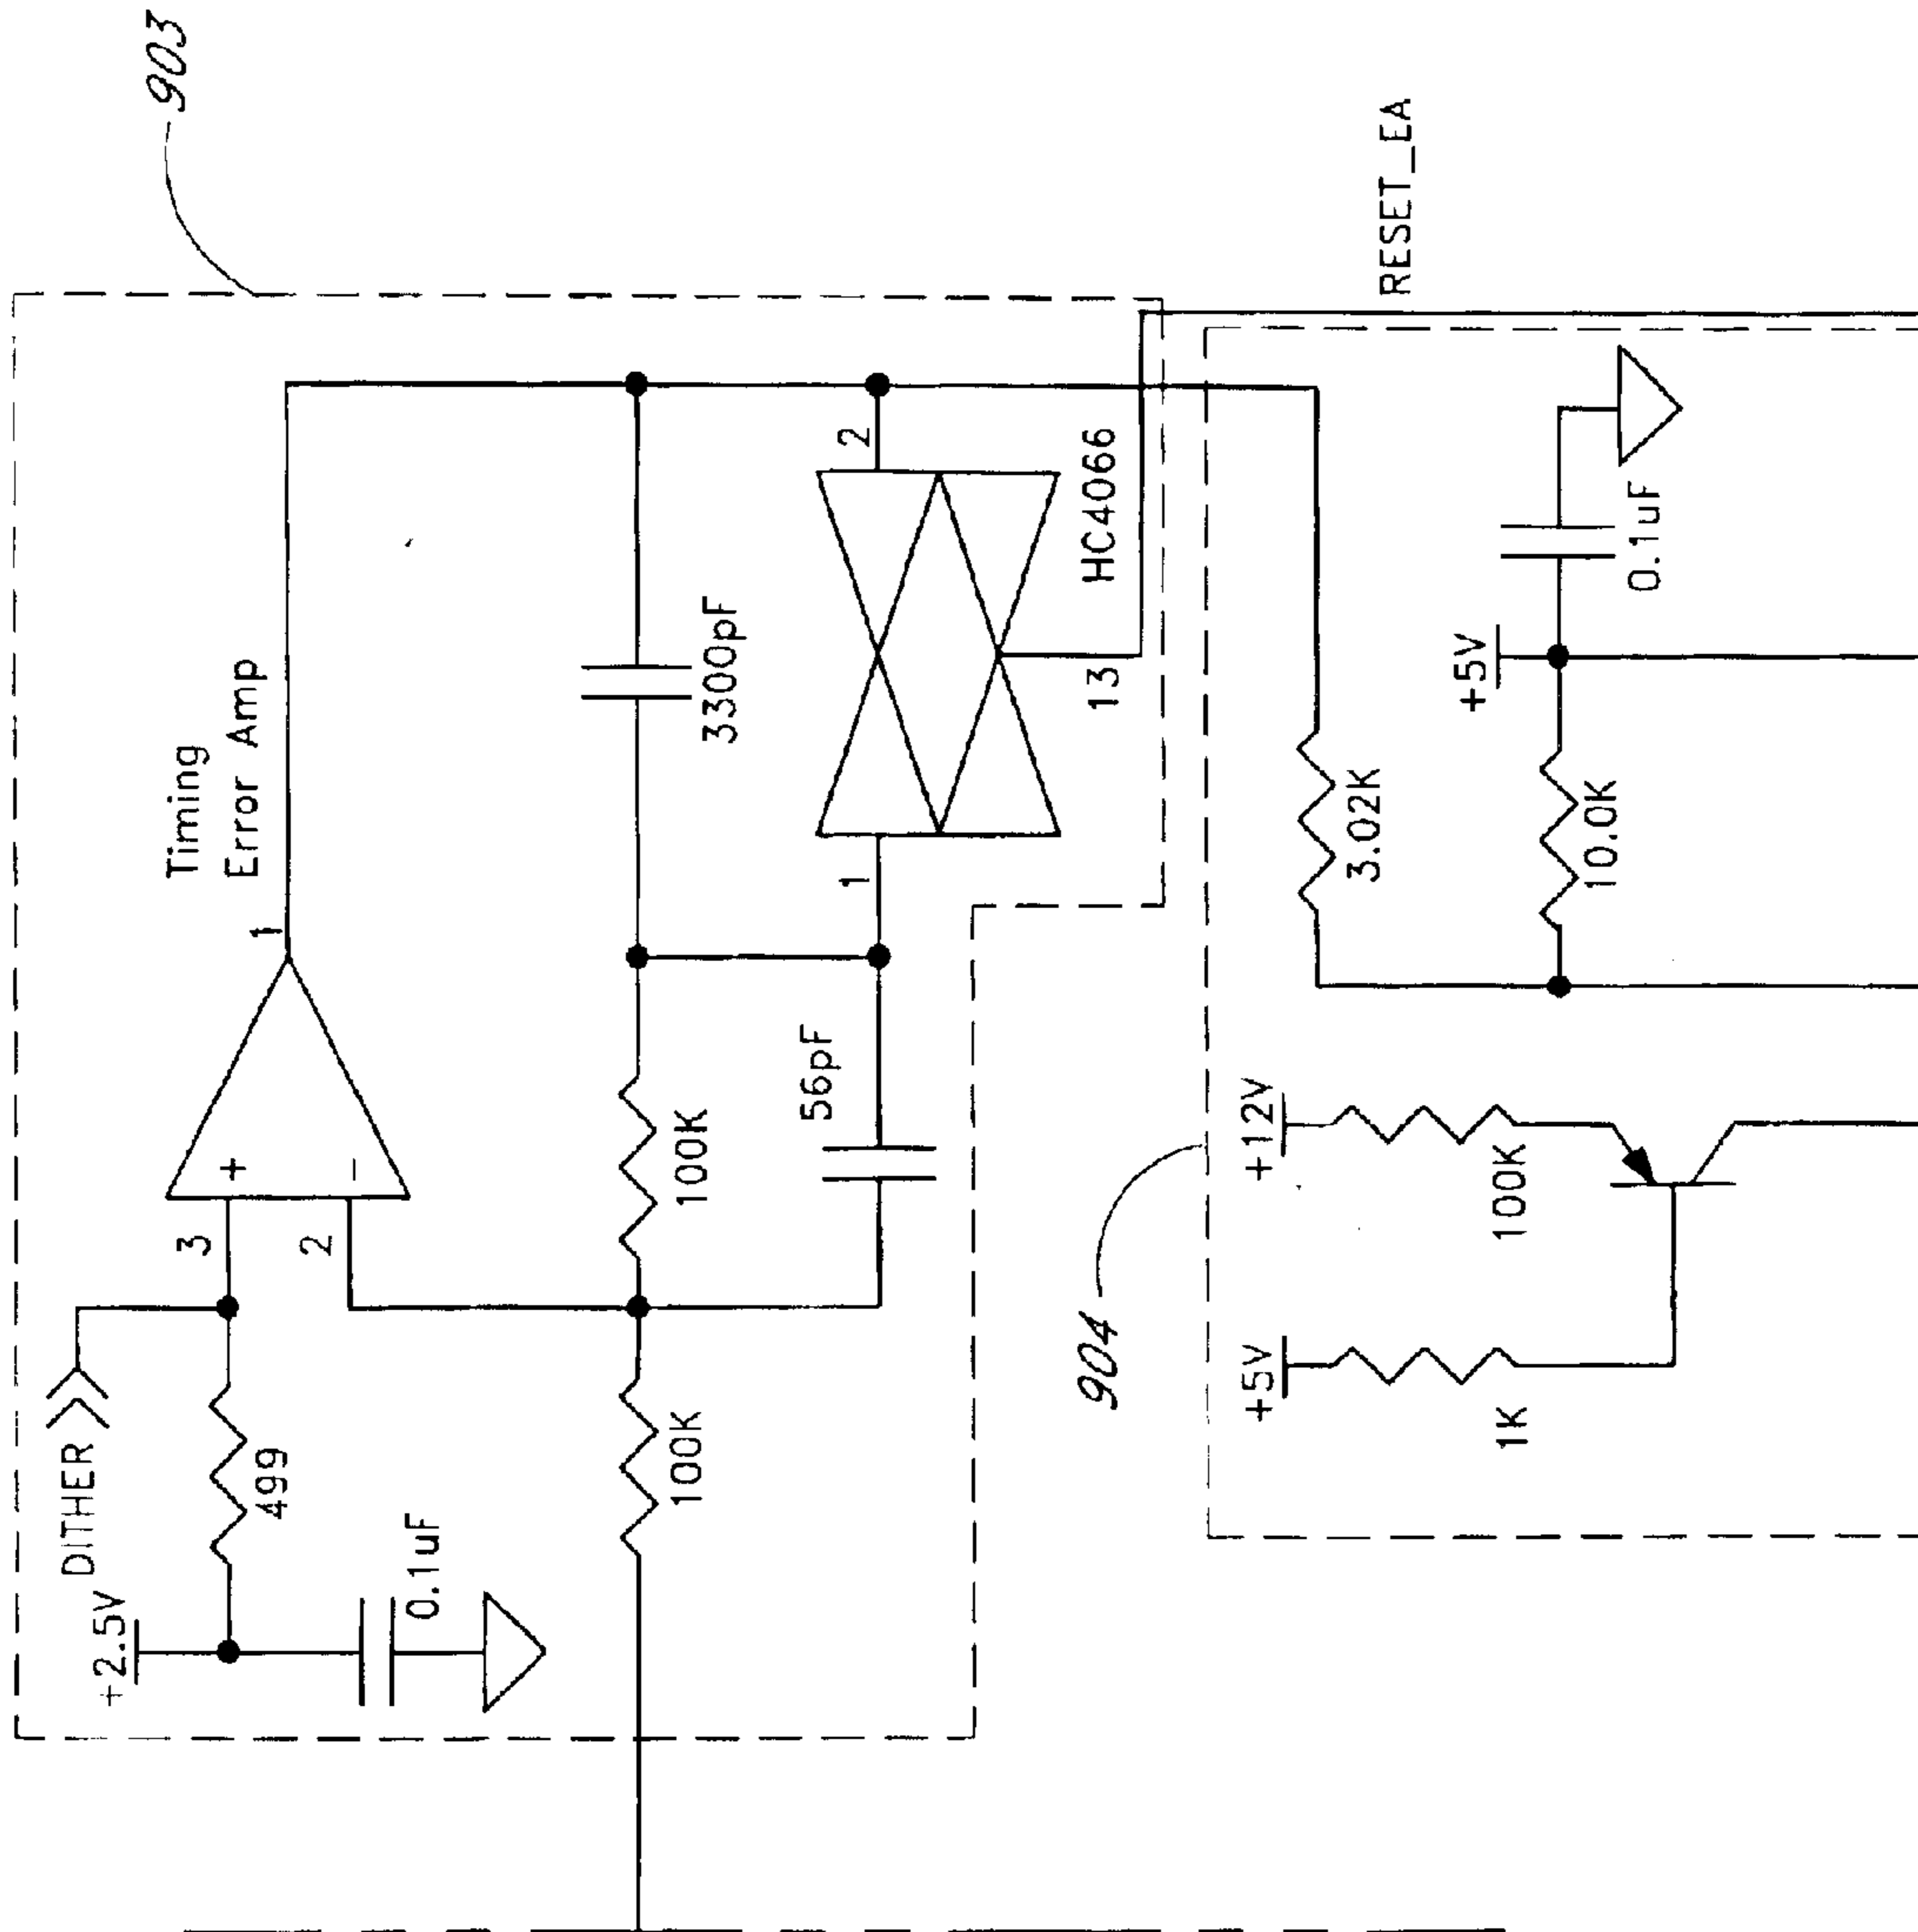 903
Timing
Error Amp
DITHER
+2.5V
499
0.1uF
3
2
+
-
1
100K
100K
56pF
3300pF
1
2
13
HC4066
RESET_EA
904
+5V
1K
+12V
100K
3.02K
10.0K
+5V
0.1uF